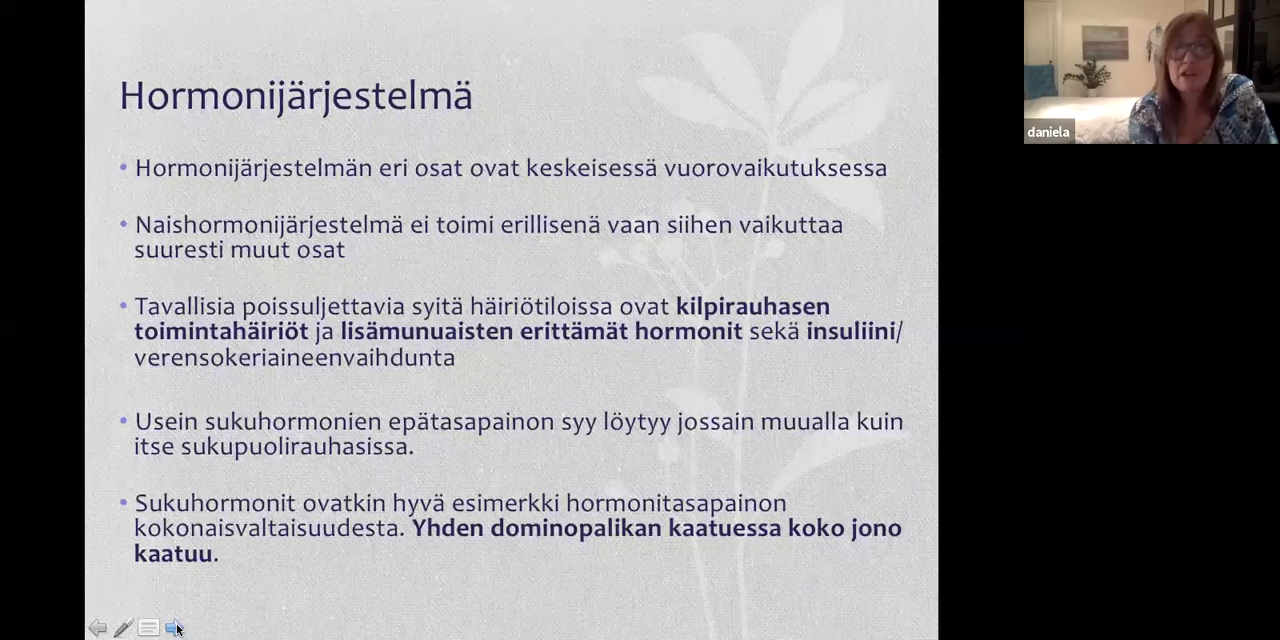 Hormonijärjestelmä
• Hormonijärjestelmän eri osat ovat keskeisessä vuorovaikutuksessa
• Naishormonijärjestelmä ei toimi erillisenä vaan siihen vaikuttaa
suuresti muut osat
• Tavallisia poissuljettavia syitä häiriötiloissa ovat kilpirauhasen
toimintahäiriöt ja lisämunuaisten erittämät hormonit sekä insuliini/
verensokeriaineenvaihdunta
• Usein sukuhormonien epätasapainon syy löytyy jossain muualla kuin
itse sukupuolirauhasissa.
• Sukuhormonit ovatkin hyvä esimerkki hormonitasapainon
kokonaisvaltaisuudesta. Yhden dominopalikan kaatuessa koko jono
kaatuu.
daniela